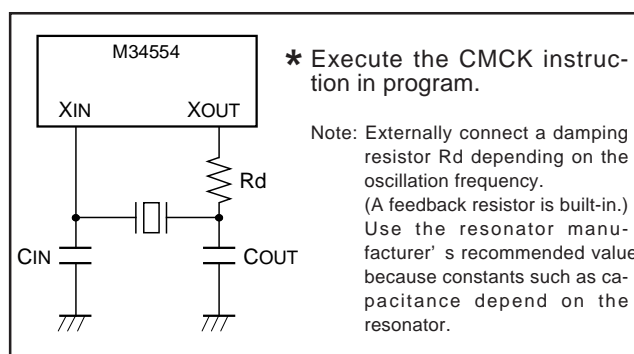 M34554
XIN XOUT
Rd
CIN COUT
* Execute the CMCK instruc-
tion in program.
Note: Externally connect a damping
resistor Rd depending on the
oscillation frequency.
(A feedback resistor is built-in.)
Use the resonator manu-
facturer’ s recommended value
because constants such as ca-
pacitance depend on the
resonator.